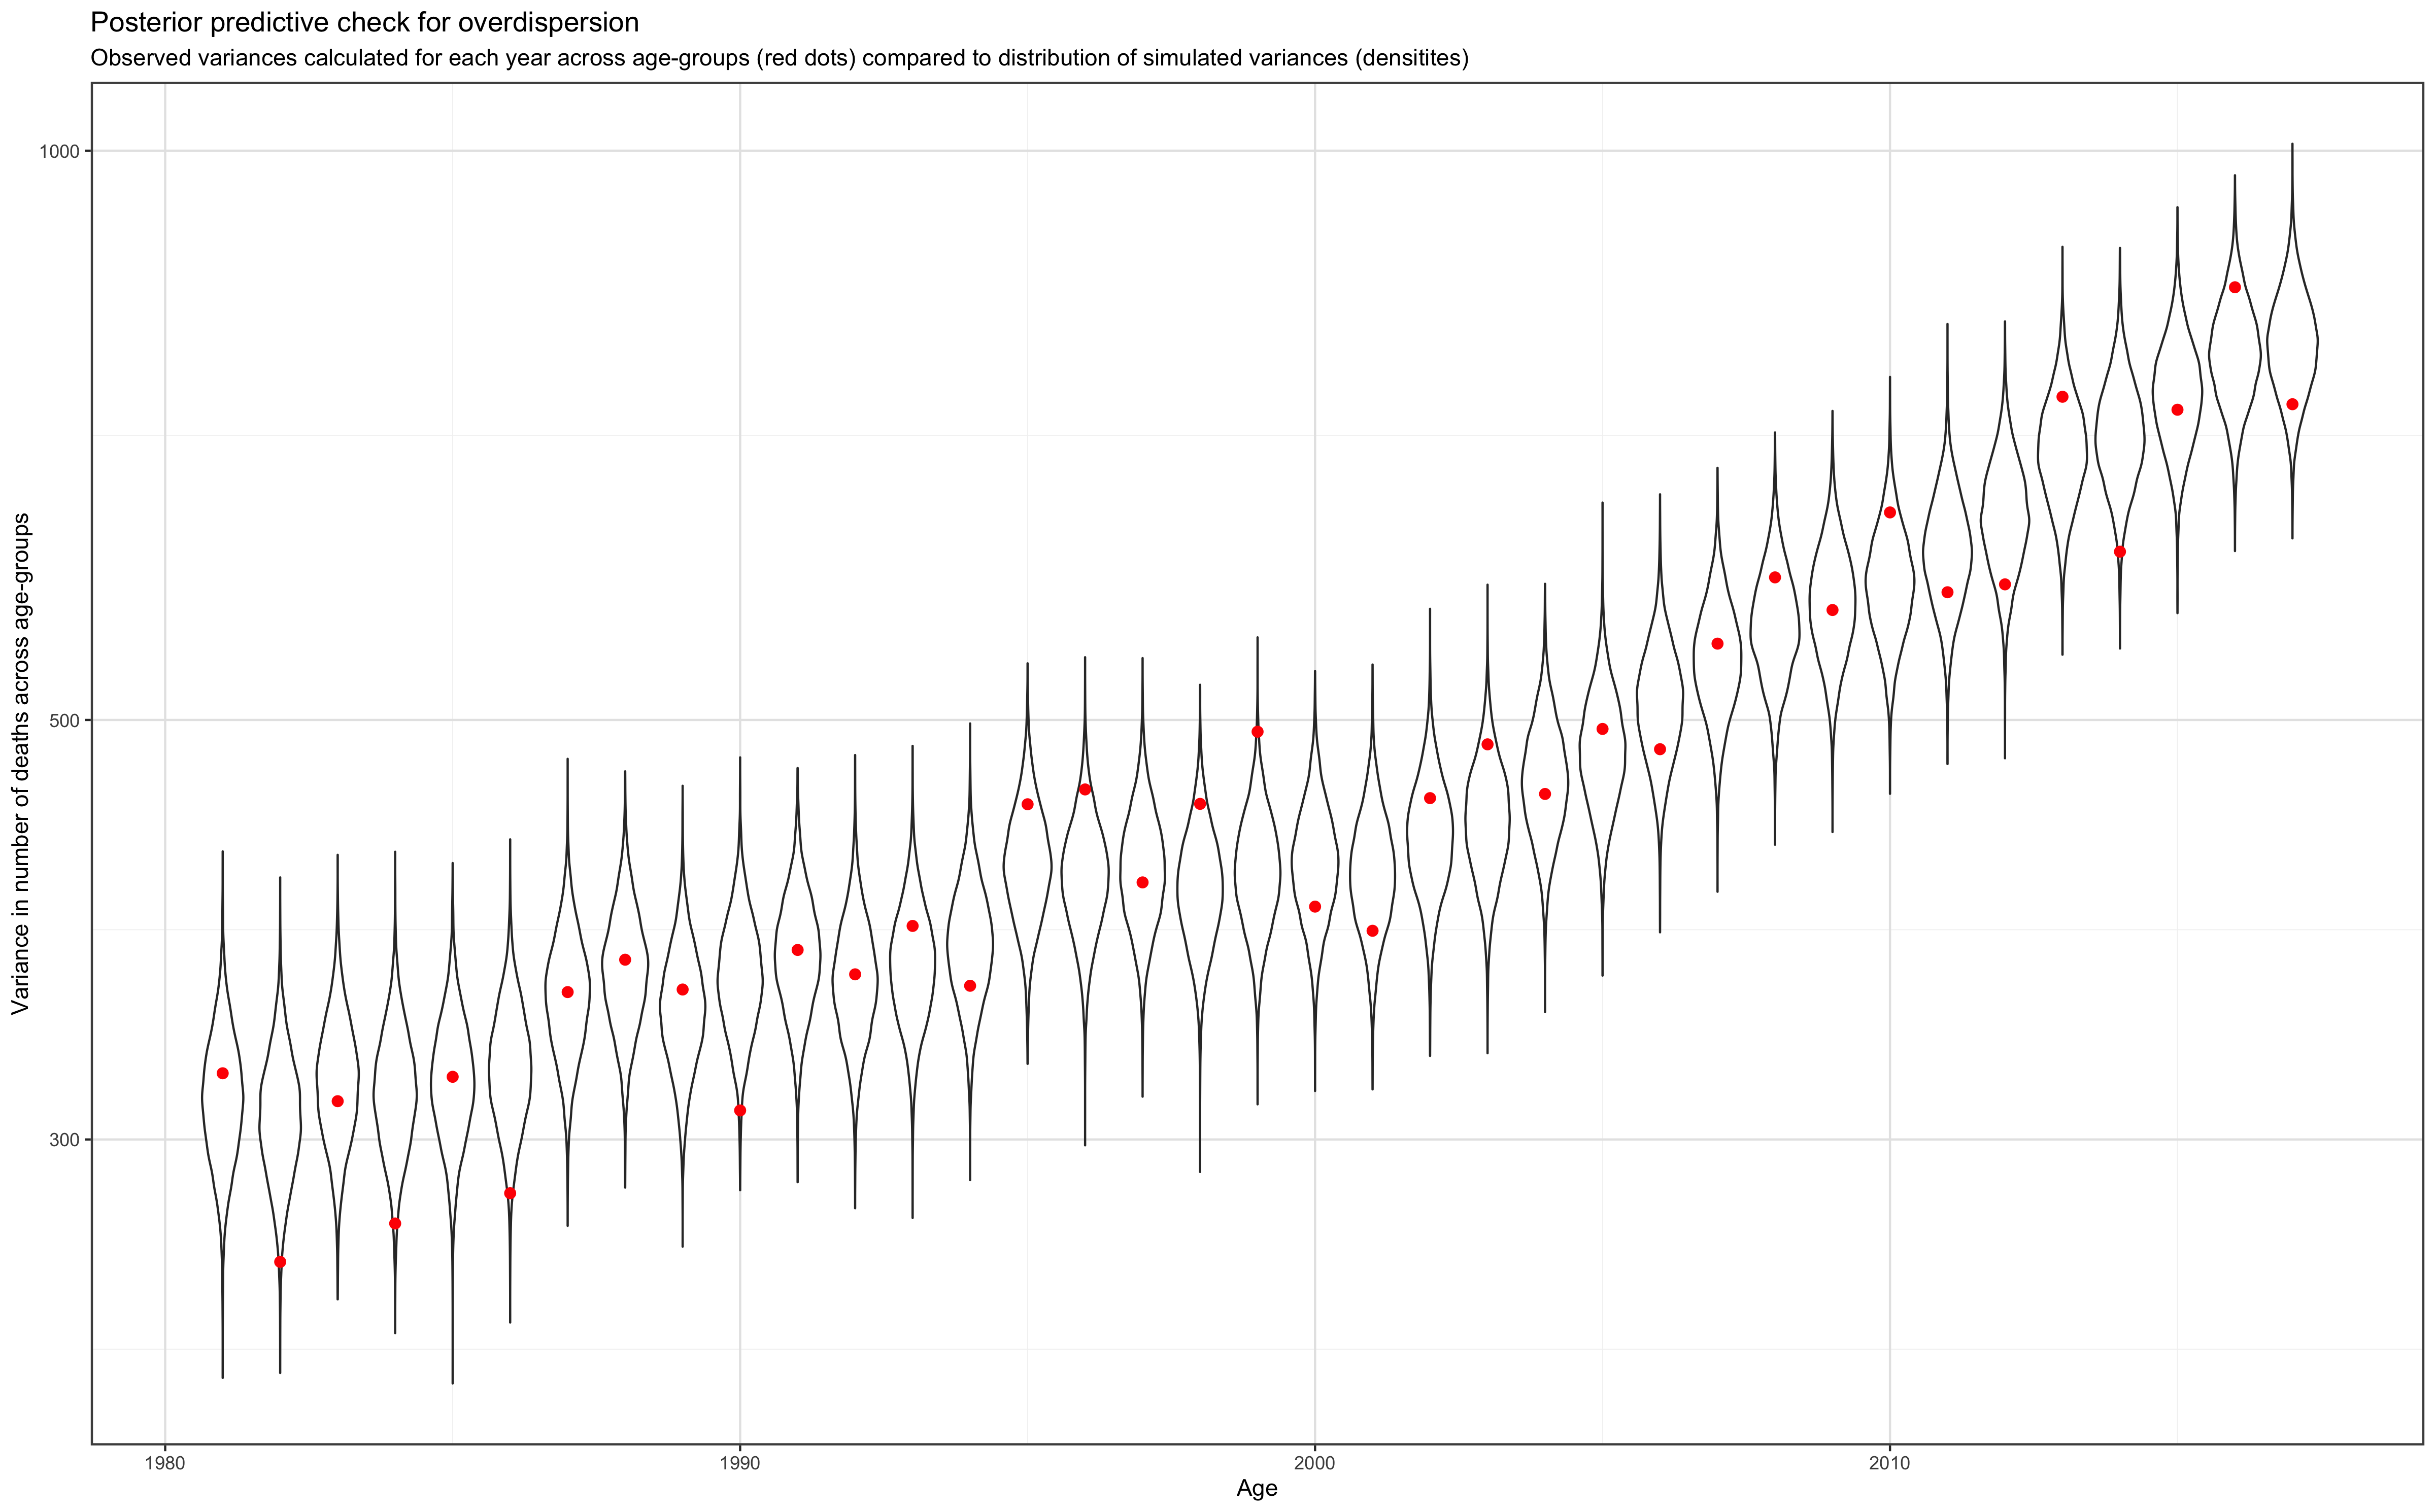 Posterior predictive check for overdispersion
Observed variances calculated for each year across age-groups (red dots) compared to distribution of simulated variances (densitites)
Variance in number of deaths across age-groups
1000
500
300
1980 1990 2000 2010
Age